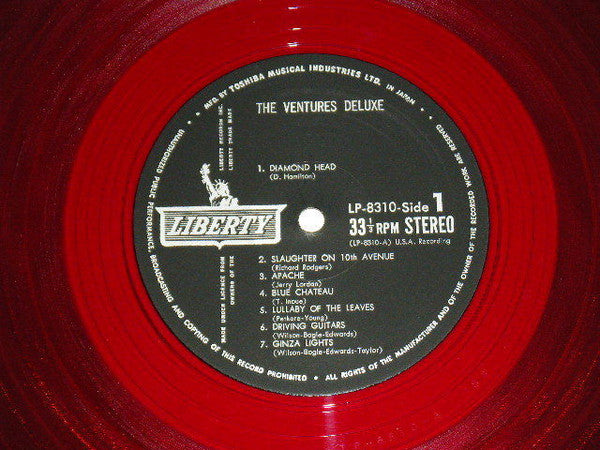 MFD. BY TOSHIBA MUSICAL INDUSTRIES LTD. IN JAPAN
THE VENTURES DELUXE
LIBERTY RECORDS INC.
LIBERTY TRADE MARK
1. DIAMOND HEAD
(D. Hamilton)
LIBERTY
LP-8310-Side 1
33⅓ RPM STEREO
(LP-8310-A) U.S.A. Recording
2. SLAUGHTER ON 10th AVENUE
(Richard Rodgers)
3. APACHE
(Jerry Lordan)
4. BLUE CHATEAU
(T. Inoue)
5. LULLABY OF THE LEAVES
(Perkora-Young)
6. DRIVING GUITARS
(Wilson-Bogle-Edwards)
7. GINZA LIGHTS
(Wilson-Bogle-Edwards-Taylor)
MADE UNDER LICENCE FROM
OWNERS OF THE
UNAUTHORIZED PUBLIC PERFORMANCE, BROADCASTING AND COPYING OF THIS RECORD PROHIBITED • ALL RIGHTS OF THE MANUFACTURER AND OF THE OWNER OF THE RECORDED WORK ARE RESERVED